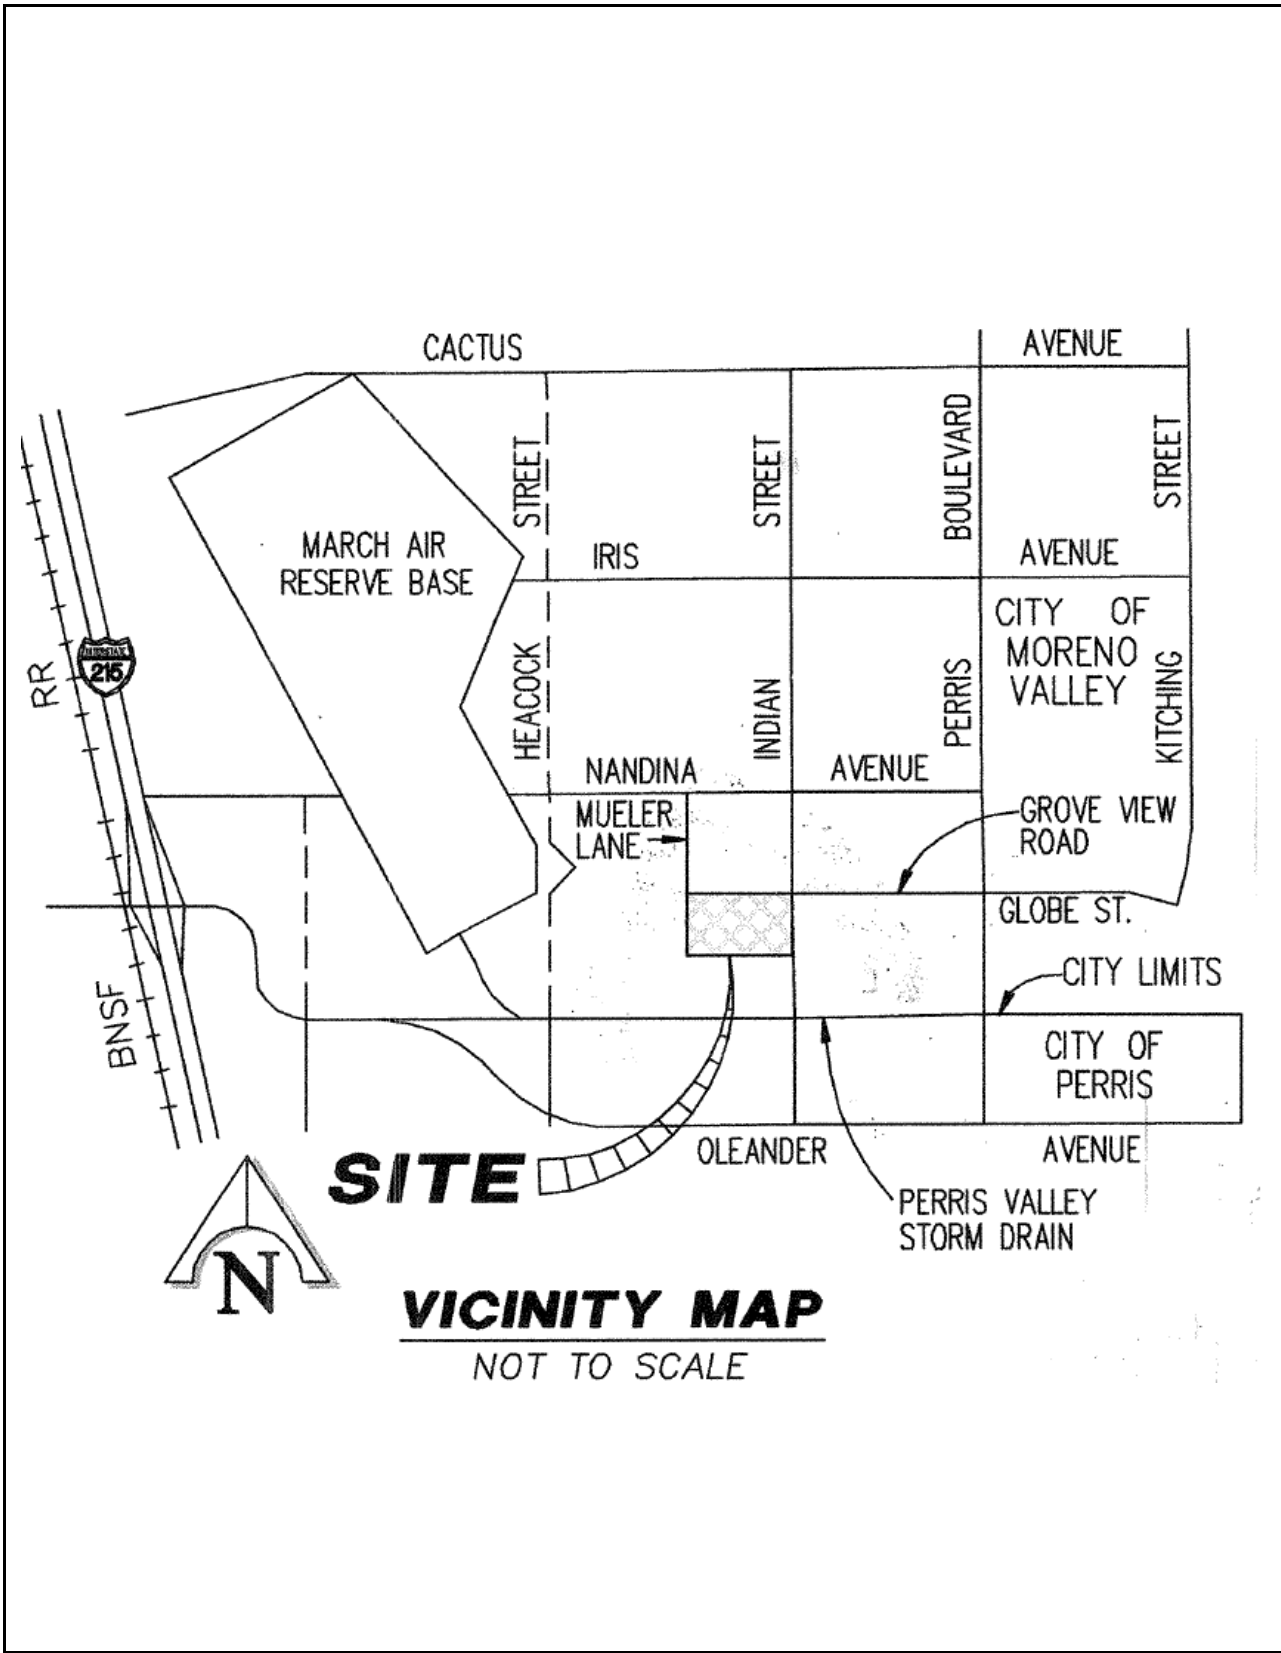 CACTUS AVENUE
STREET
STREET
BOULEVARD
STREET
MARCH AIR
RESERVE BASE
IRIS AVENUE
CITY OF
MORENO
VALLEY
INTERSTATE
215
RR
HEACOCK
INDIAN
PERRIS
KITCHING
NANDINA AVENUE
MUELER
LANE
GROVE VIEW
ROAD
GLOBE ST.
CITY LIMITS
BNSF
CITY OF
PERRIS
OLEANDER AVENUE
SITE
PERRIS VALLEY
STORM DRAIN
N
VICINITY MAP
NOT TO SCALE